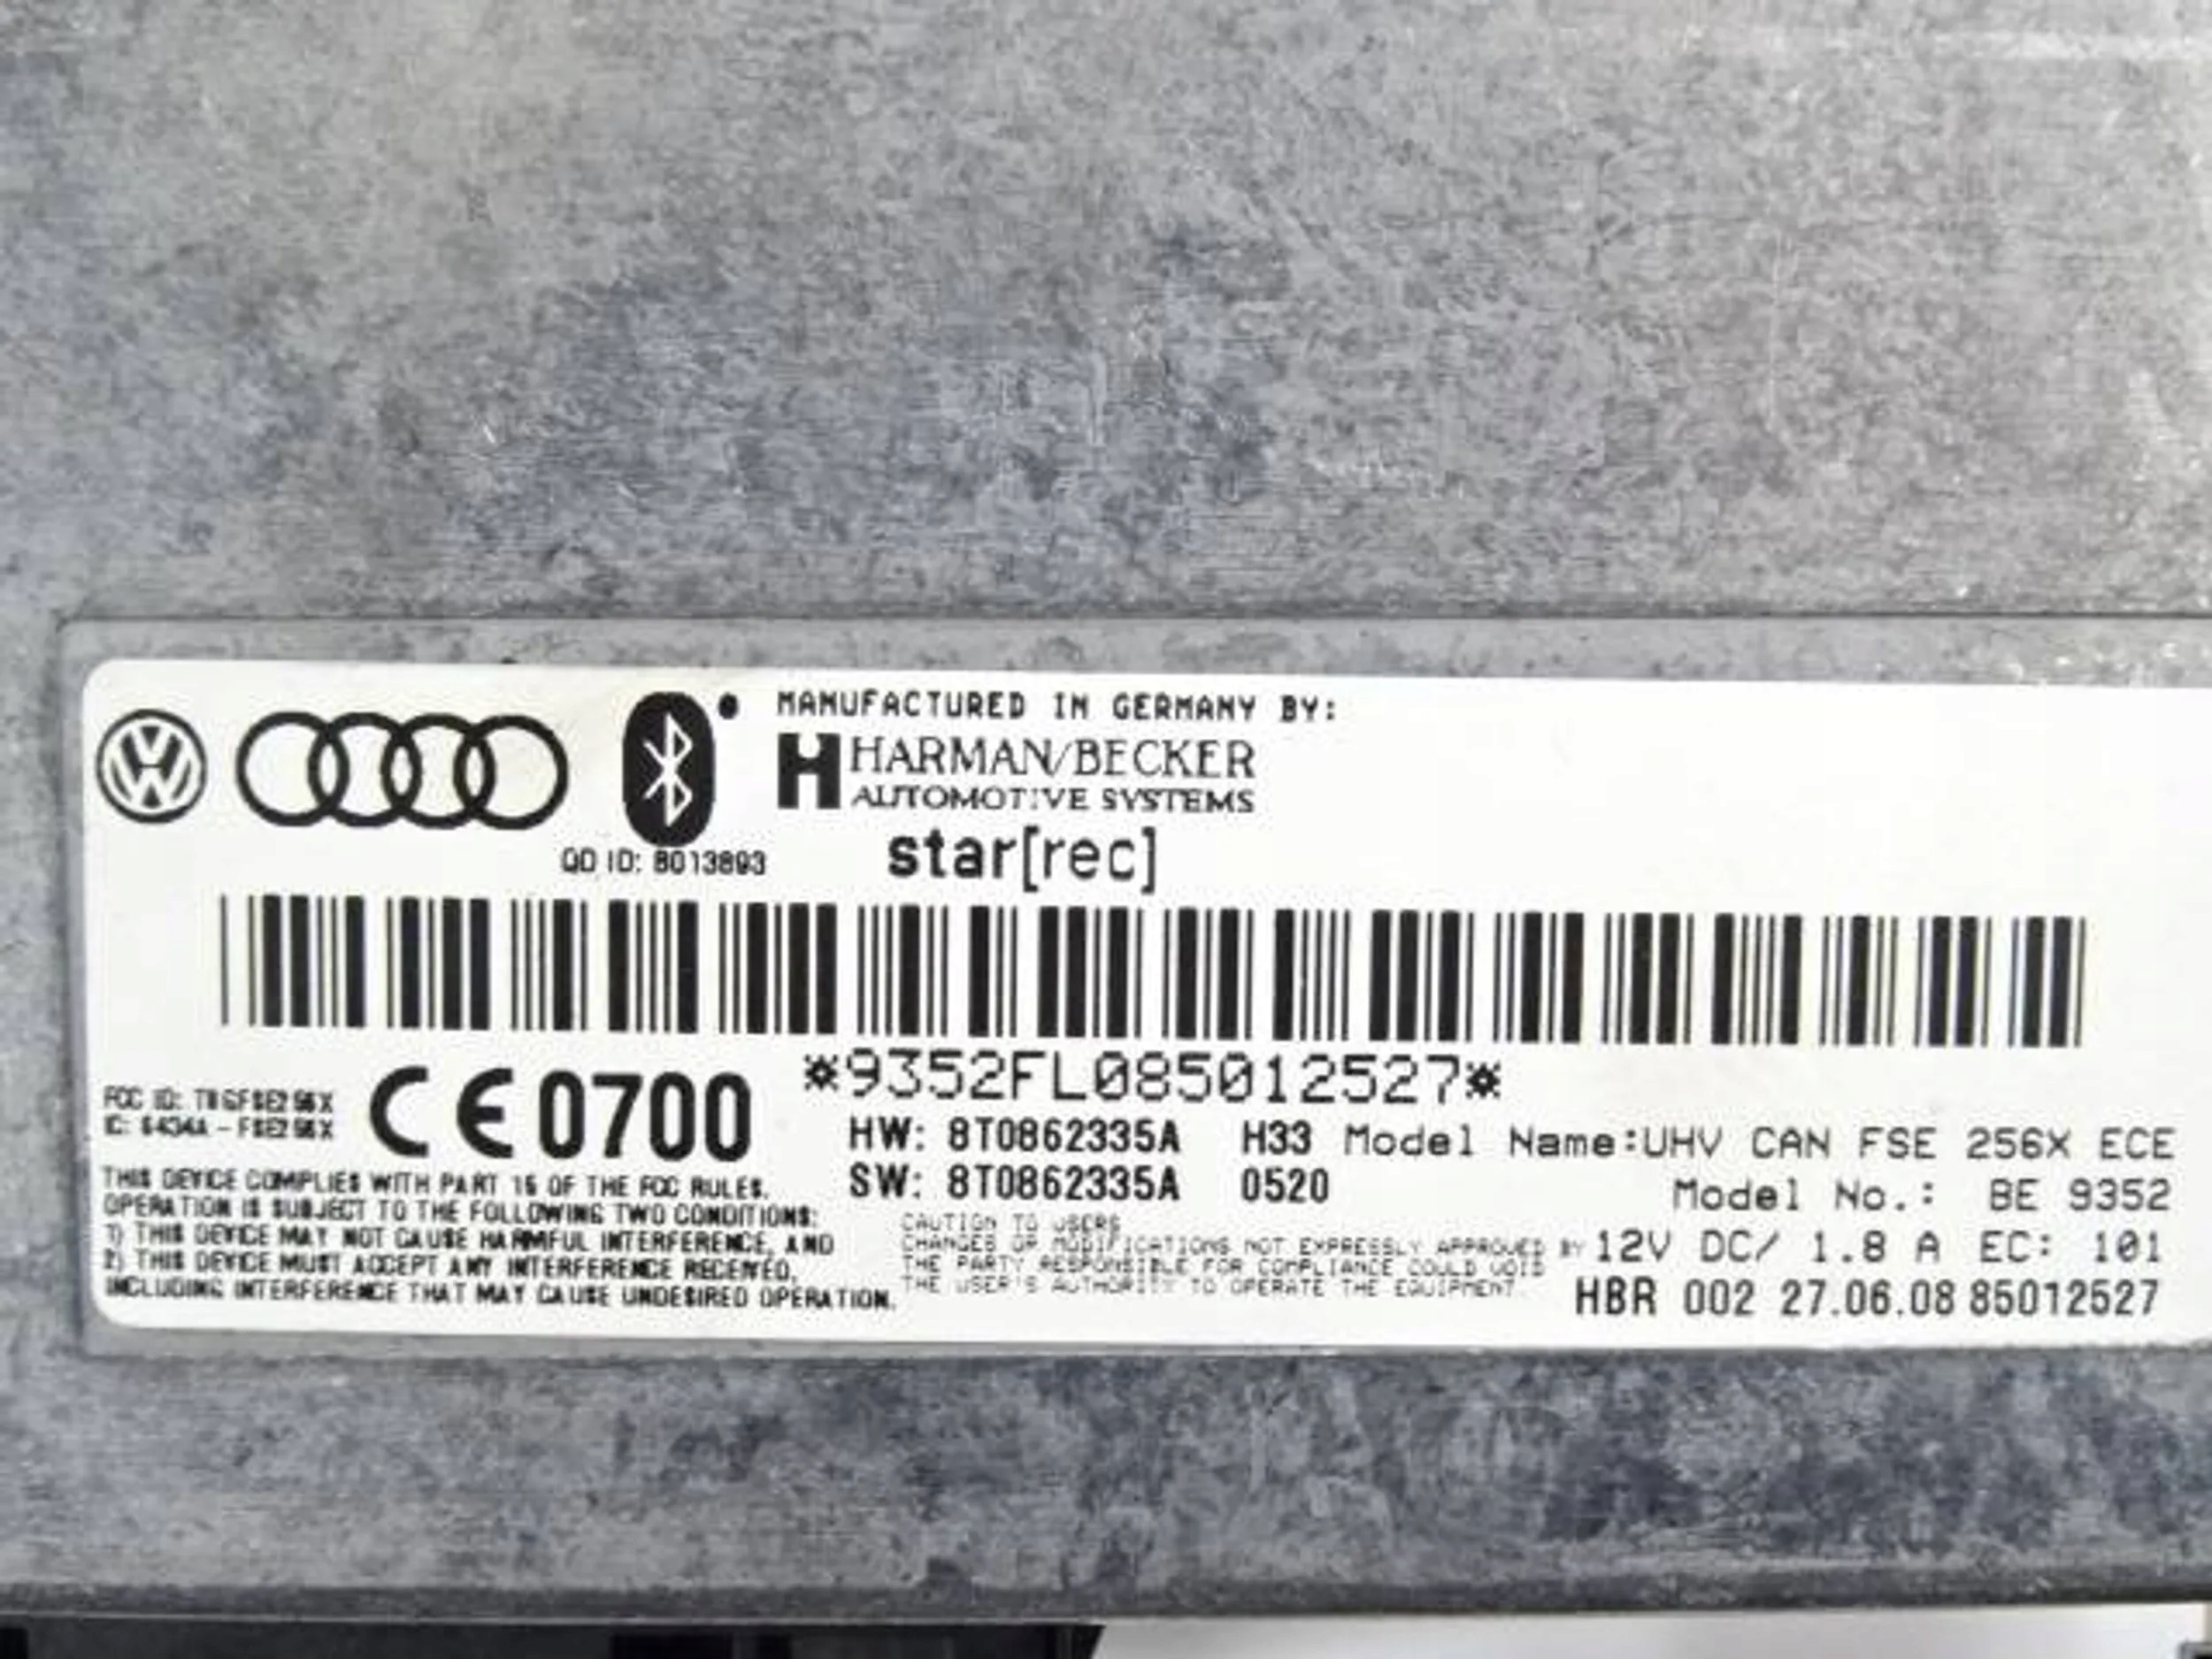 MANUFACTURED IN GERMANY BY:
HARMAN/BECKER
AUTOMOTIVE SYSTEMS
QD ID: 8013893
star[rec]
*9352FL085012527*
CE 0700
FCC ID:
HW: 8T0862335A H33
SW: 8T0862335A 0520
Model Name:UHV CAN FSE 256X ECE
Model No.: BE 9352
12V DC/ 1.8 A EC: 101
HBR 002 27.06.08 85012527
THIS DEVICE COMPLIES WITH PART 15 OF THE FCC RULES.
OPERATION IS SUBJECT TO THE FOLLOWING TWO CONDITIONS:
1) THIS DEVICE MAY NOT CAUSE HARMFUL INTERFERENCE, AND
2) THIS DEVICE MUST ACCEPT ANY INTERFERENCE RECEIVED,
INCLUDING INTERFERENCE THAT MAY CAUSE UNDESIRED OPERATION.
CAUTION TO USERS
CHANGES OR MODIFICATIONS NOT EXPRESSLY APPROVED BY
THE PARTY RESPONSIBLE FOR COMPLIANCE COULD VOID
THE USER'S AUTHORITY TO OPERATE THE EQUIPMENT